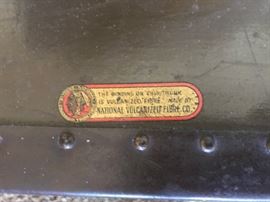 THE BINDING ON THIS TRUNK
IS VULCANIZED FIBRE MADE BY
NATIONAL VULCANIZED FIBRE CO.